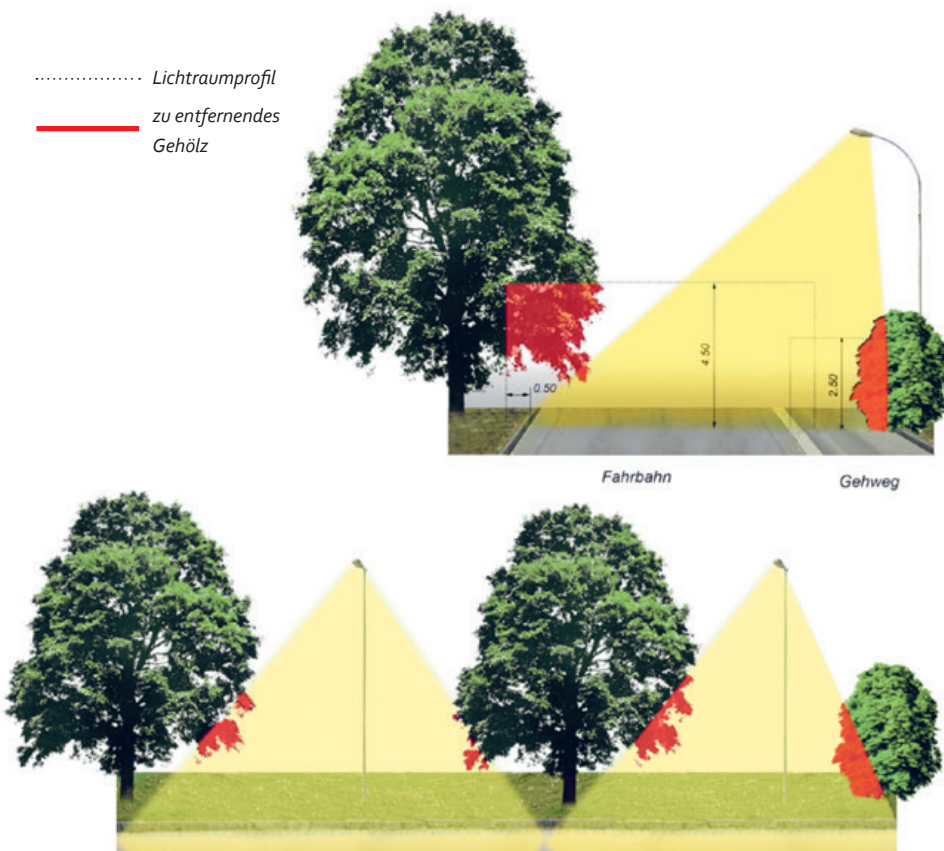 Lichtraumprofil
zu entfernendes
Gehölz
4.50
2.50
0.50
Fahrbahn
Gehweg